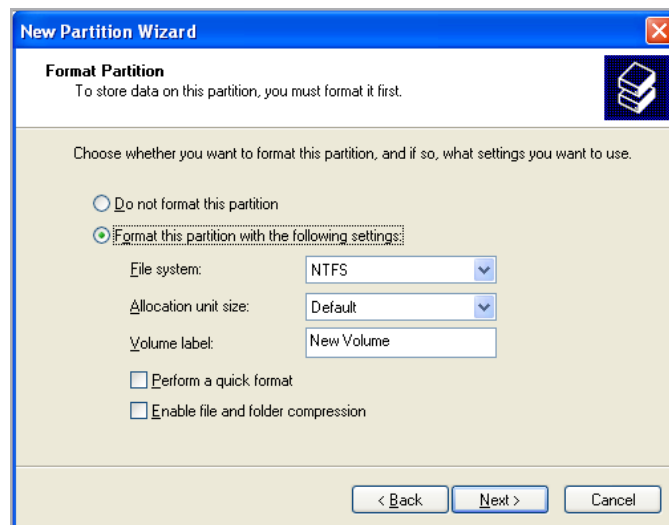 New Partition Wizard
Format Partition
To store data on this partition, you must format it first.
Choose whether you want to format this partition, and if so, what settings you want to use.
Do not format this partition
Format this partition with the following settings:
File system: NTFS
Allocation unit size: Default
Volume label: New Volume
Perform a quick format
Enable file and folder compression
< Back Next > Cancel